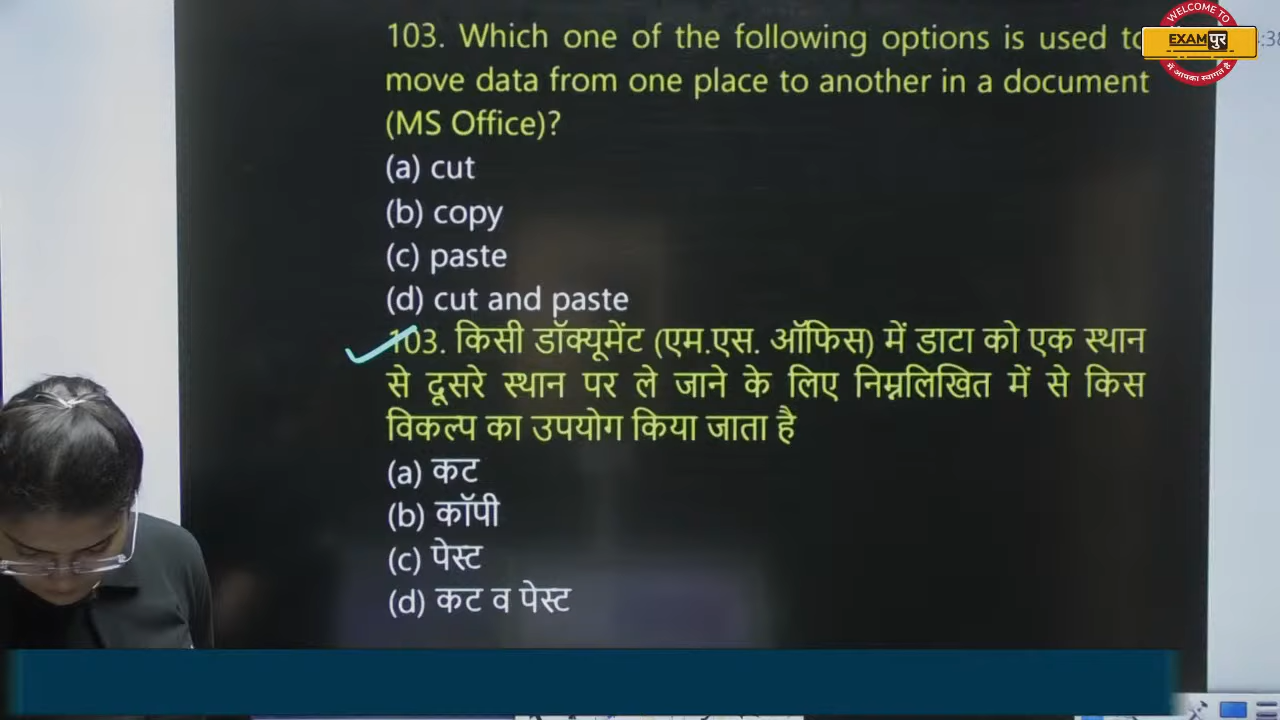 WELCOME TO
EXAMपुर
में आपका स्वागत है
103. Which one of the following options is used to
move data from one place to another in a document
(MS Office)?
(a) cut
(b) copy
(c) paste
(d) cut and paste
103. किसी डॉक्यूमेंट (एम.एस. ऑफिस) में डाटा को एक स्थान
से दूसरे स्थान पर ले जाने के लिए निम्नलिखित में से किस
विकल्प का उपयोग किया जाता है
(a) कट
(b) कॉपी
(c) पेस्ट
(d) कट व पेस्ट